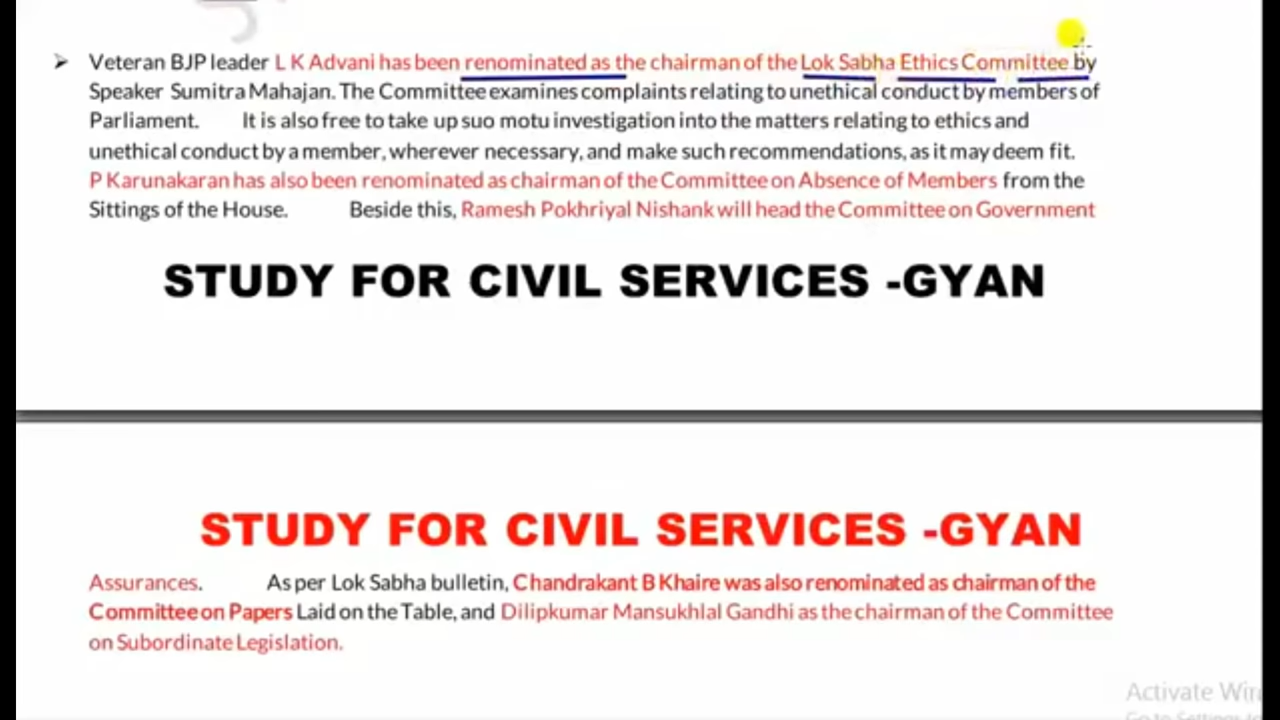 ➢ Veteran BJP leader L K Advani has been renominated as the chairman of the Lok Sabha Ethics Committee by
Speaker Sumitra Mahajan. The Committee examines complaints relating to unethical conduct by members of
Parliament. It is also free to take up suo motu investigation into the matters relating to ethics and
unethical conduct by a member, wherever necessary, and make such recommendations, as it may deem fit.
P Karunakaran has also been renominated as chairman of the Committee on Absence of Members from the
Sittings of the House. Beside this, Ramesh Pokhriyal Nishank will head the Committee on Government
STUDY FOR CIVIL SERVICES -GYAN
STUDY FOR CIVIL SERVICES -GYAN
Assurances. As per Lok Sabha bulletin, Chandrakant B Khaire was also renominated as chairman of the
Committee on Papers Laid on the Table, and Dilipkumar Mansukhlal Gandhi as the chairman of the Committee
on Subordinate Legislation.
Activate Win